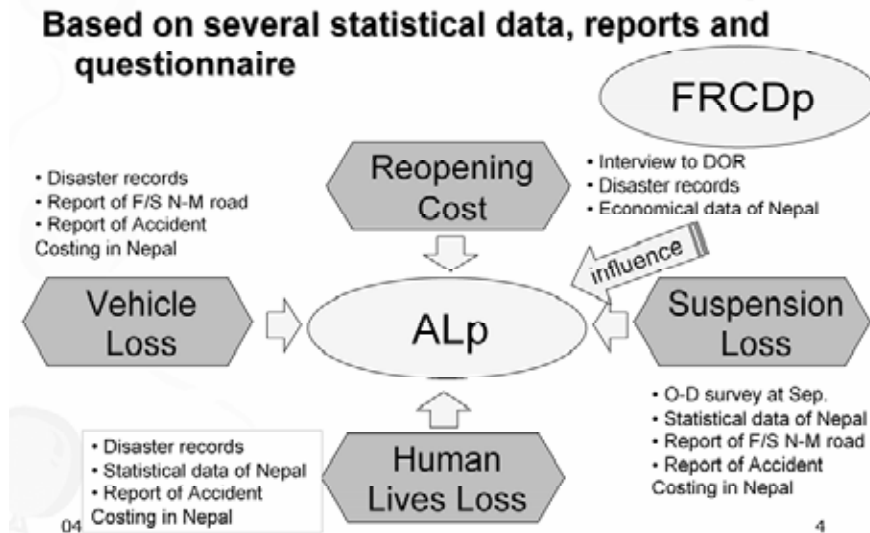 Based on several statistical data, reports and
questionnaire
FRCDp
• Disaster records
• Report of F/S N-M road
• Report of Accident
Costing in Nepal
Reopening
Cost
• Interview to DOR
• Disaster records
• Economical data of Nepal
influence
Vehicle
Loss
ALp
Suspension
Loss
• Disaster records
• Statistical data of Nepal
• Report of Accident
Costing in Nepal
Human
Lives Loss
• O-D survey at Sep.
• Statistical data of Nepal
• Report of F/S N-M road
• Report of Accident
Costing in Nepal
04
4